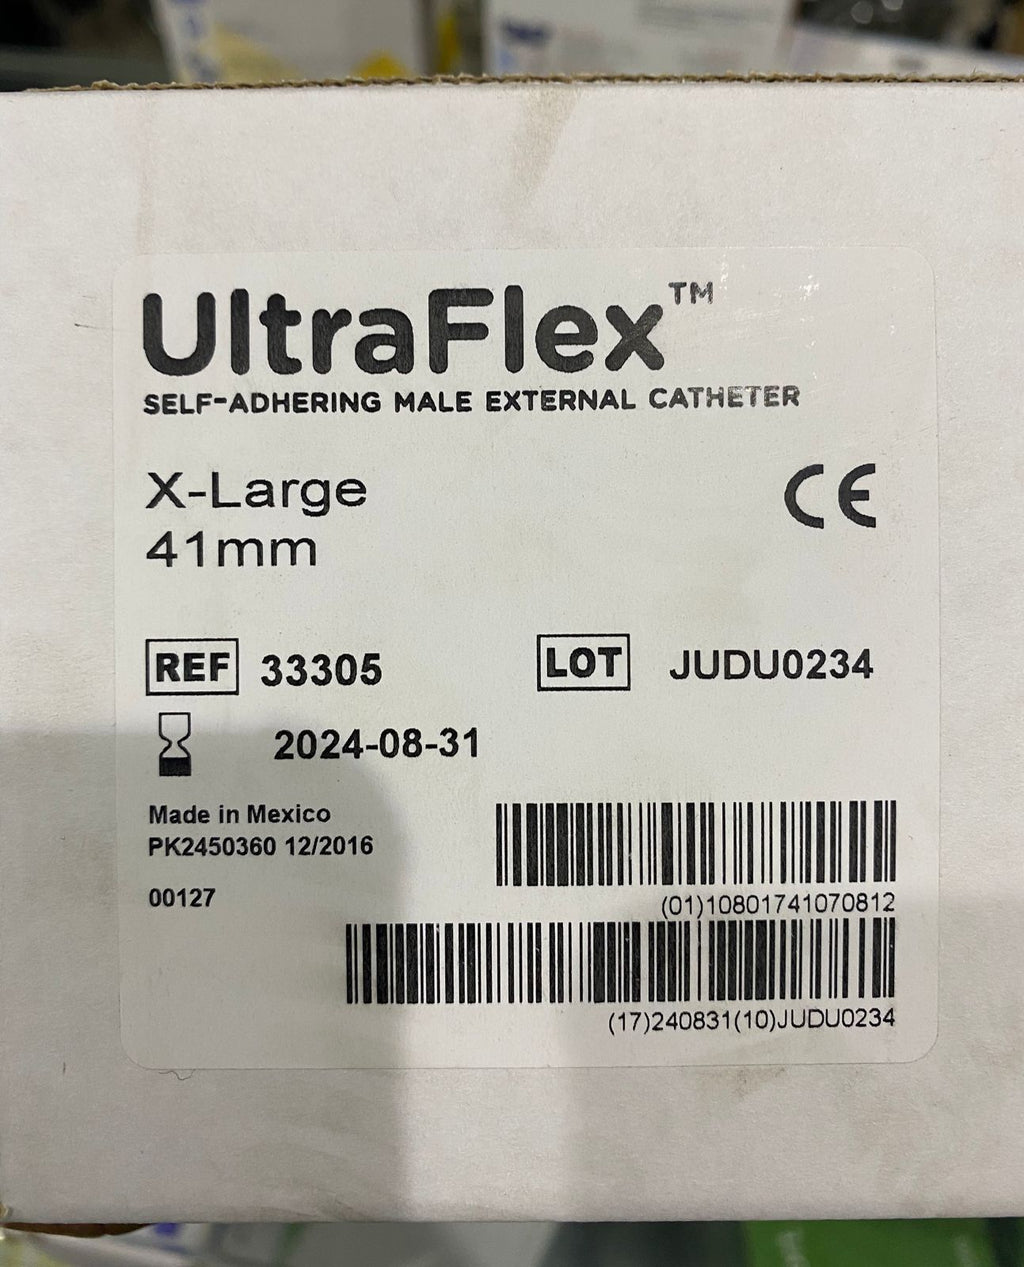 UltraFlex™
SELF-ADHERING MALE EXTERNAL CATHETER
X-Large
41mm
CE
REF 33305
LOT JUDU0234
2024-08-31
Made in Mexico
PK2450360 12/2016
00127
(01)10801741070812
(17)240831(10)JUDU0234